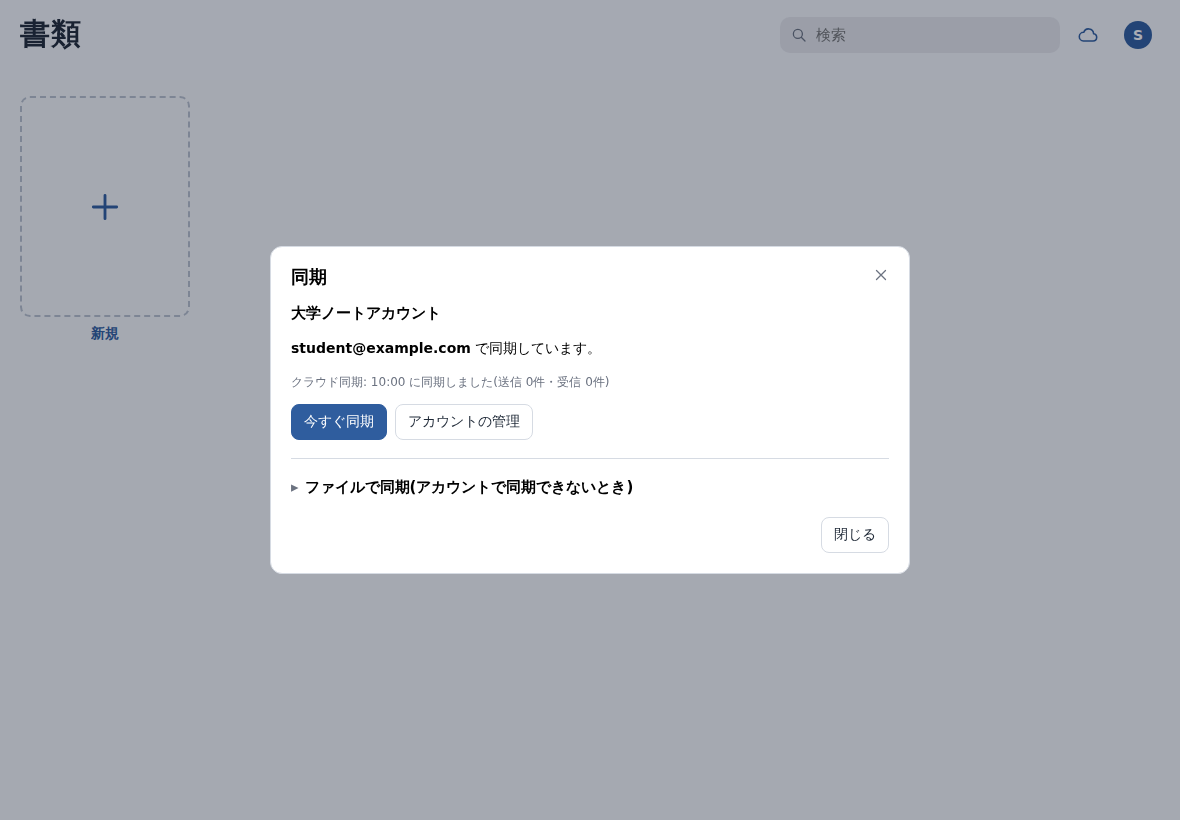 書類
検索
S
新規
同期
大学ノートアカウント
student@example.com で同期しています。
クラウド同期: 10:00 に同期しました(送信 0件・受信 0件)
今すぐ同期 アカウントの管理
▸ ファイルで同期(アカウントで同期できないとき)
閉じる